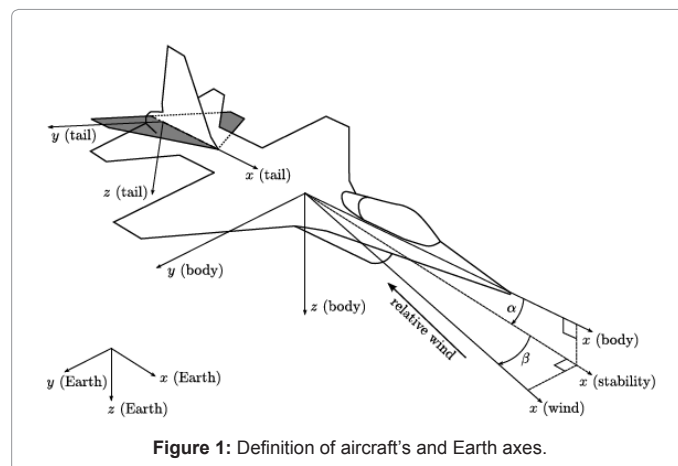 y (tail)
x (tail)
z (tail)
y (body)
z (body)
relative wind
α
β
x (body)
x (stability)
x (wind)
y (Earth)
x (Earth)
z (Earth)
Figure 1: Definition of aircraft's and Earth axes.